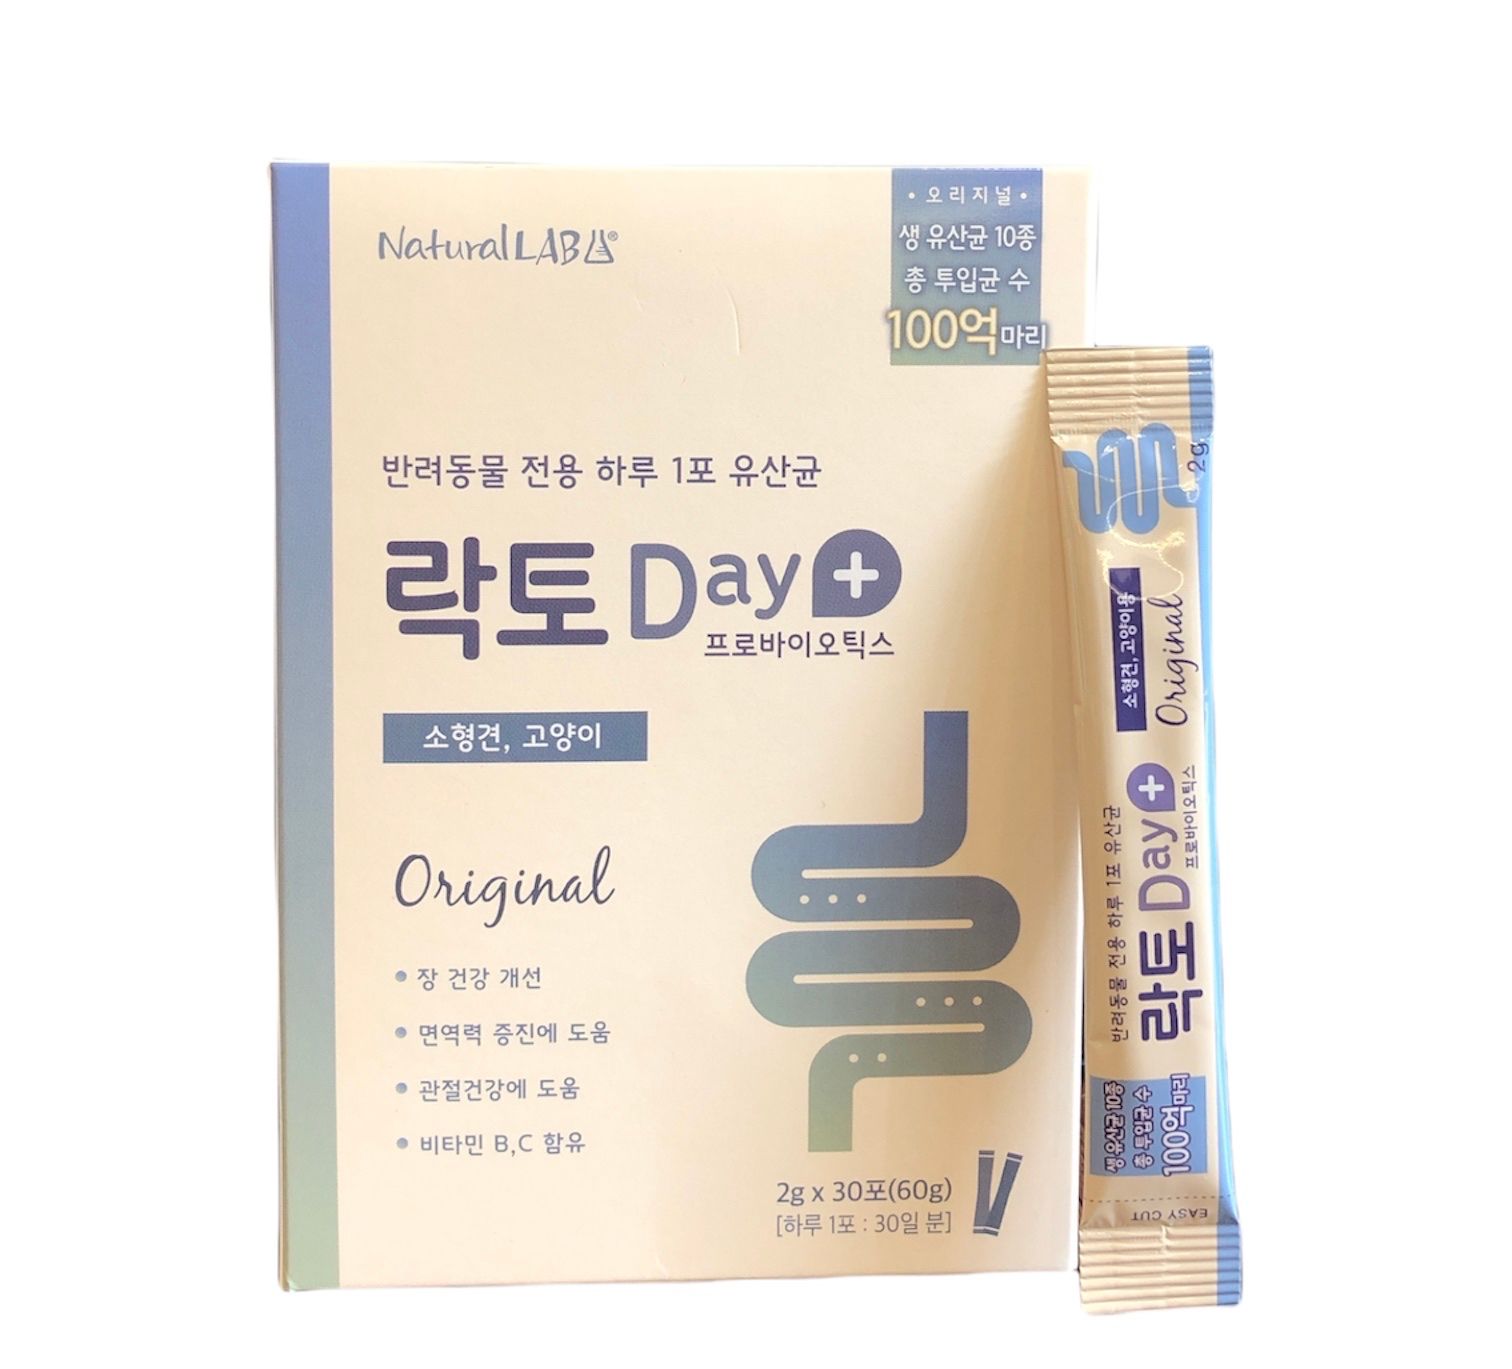 NaturalLAB®
• 오리지널 •
생 유산균 10종
총 투입균 수
100억마리
반려동물 전용 하루 1포 유산균
락토 Day+
프로바이오틱스
소형견, 고양이
Original
• 장 건강 개선
• 면역력 증진에 도움
• 관절건강에 도움
• 비타민 B,C 함유
2g x 30포(60g)
[하루 1포 : 30일 분]
2g
소형견, 고양이용
Original
반려동물 전용 하루 1포 유산균
락토 Day+
프로바이오틱스
생 유산균 10종
총 투입균 수
100억마리
EASY CUT